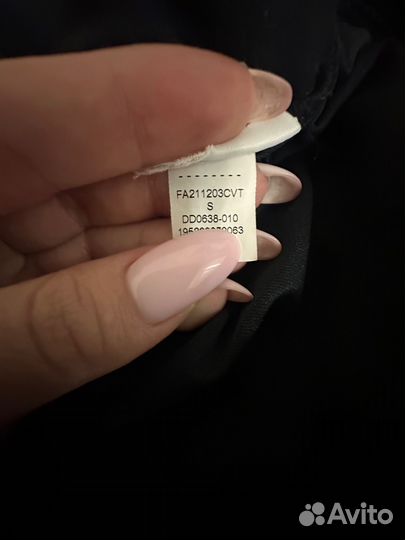 --------
FA211203CVT
S
DD0638-010
Avito